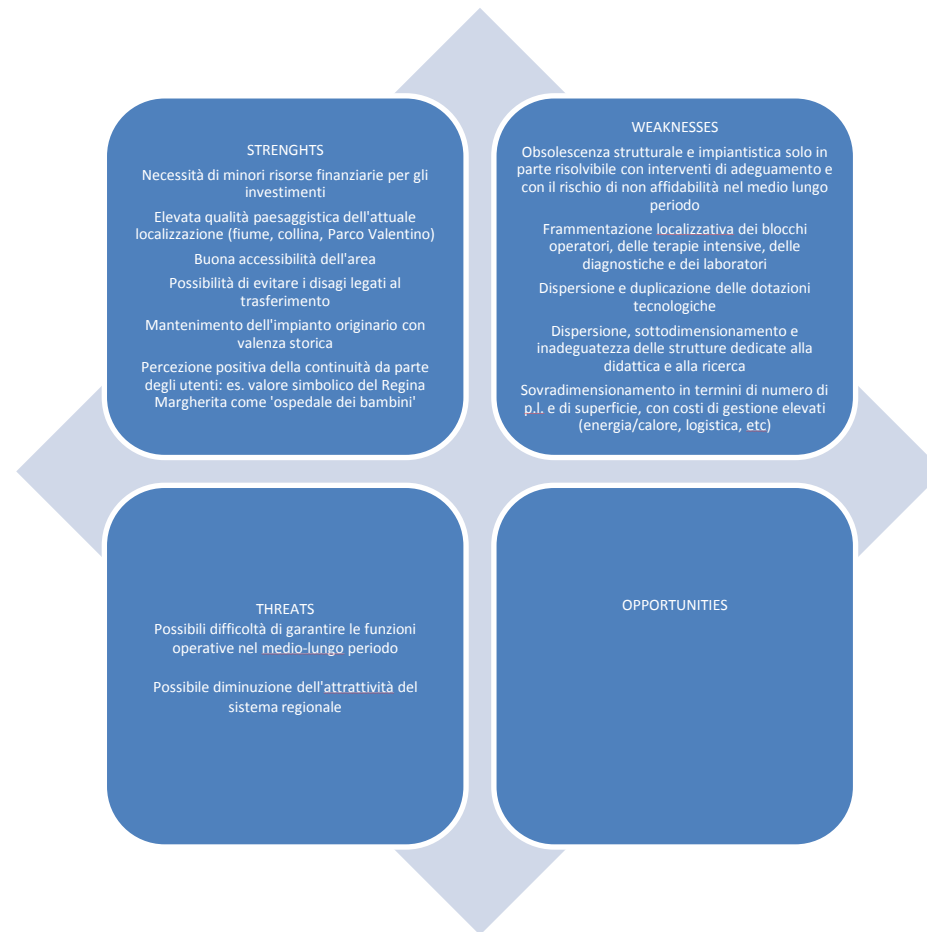 STRENGHTS
Necessità di minori risorse finanziarie per gli
investimenti
Elevata qualità paesaggistica dell'attuale
localizzazione (fiume, collina, Parco Valentino)
Buona accessibilità dell'area
Possibilità di evitare i disagi legati al
trasferimento
Mantenimento dell'impianto originario con
valenza storica
Percezione positiva della continuità da parte
degli utenti: es. valore simbolico del Regina
Margherita come 'ospedale dei bambini'
WEAKNESSES
Obsolescenza strutturale e impiantistica solo in
parte risolvibile con interventi di adeguamento e
con il rischio di non affidabilità nel medio lungo
periodo
Frammentazione localizzativa dei blocchi
operatori, delle terapie intensive, delle
diagnostiche e dei laboratori
Dispersione e duplicazione delle dotazioni
tecnologiche
Dispersione, sottodimensionamento e
inadeguatezza delle strutture dedicate alla
didattica e alla ricerca
Sovradimensionamento in termini di numero di
p.l. e di superficie, con costi di gestione elevati
(energia/calore, logistica, etc)
THREATS
Possibili difficoltà di garantire le funzioni
operative nel medio-lungo periodo
Possibile diminuzione dell'attrattività del
sistema regionale
OPPORTUNITIES